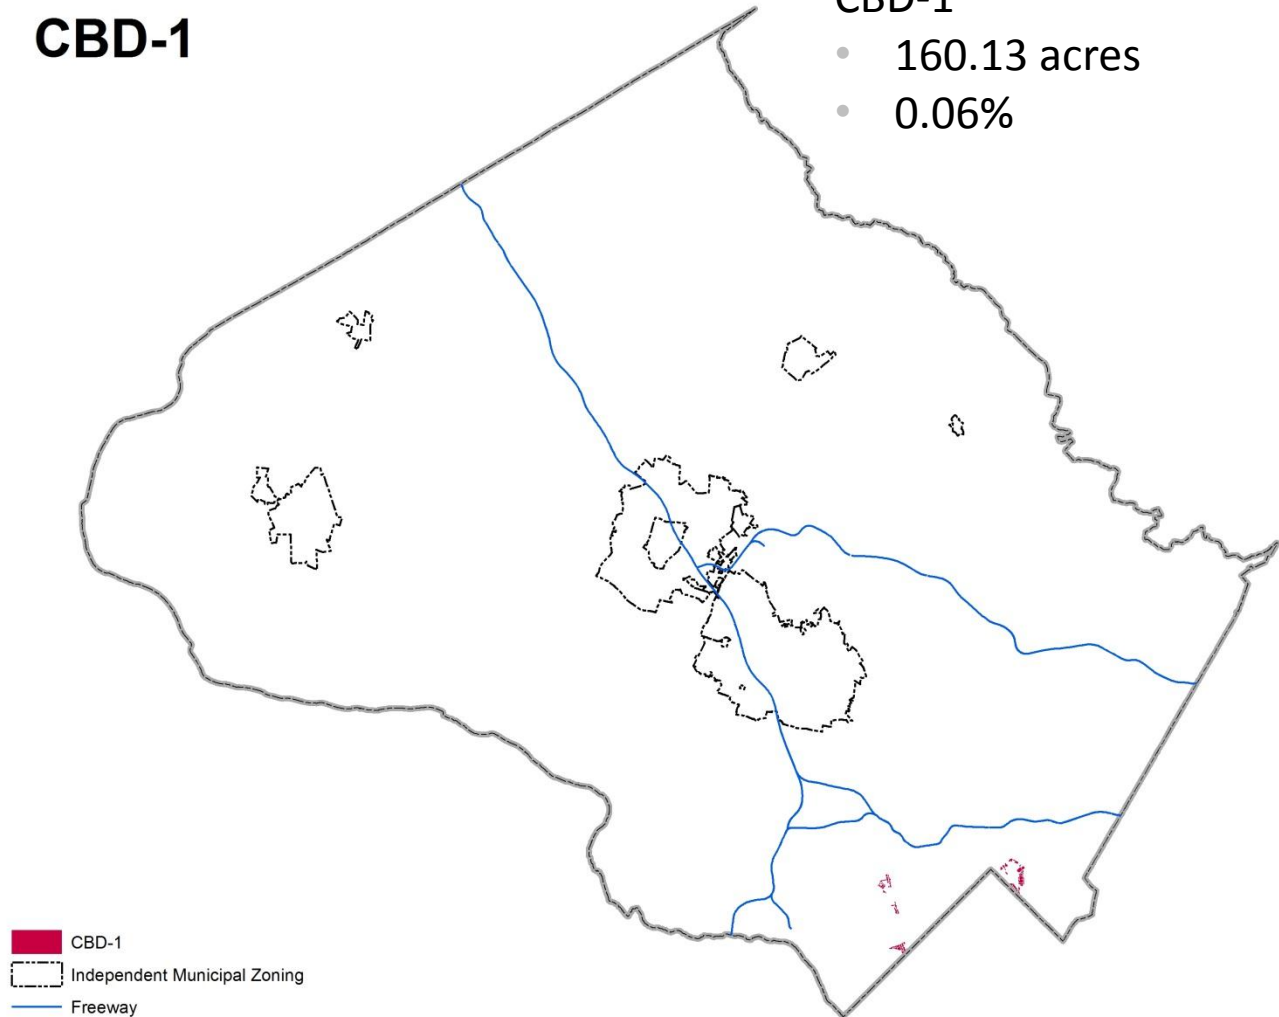 CBD-1
CBD-1
160.13 acres
0.06%
CBD-1
Independent Municipal Zoning
Freeway